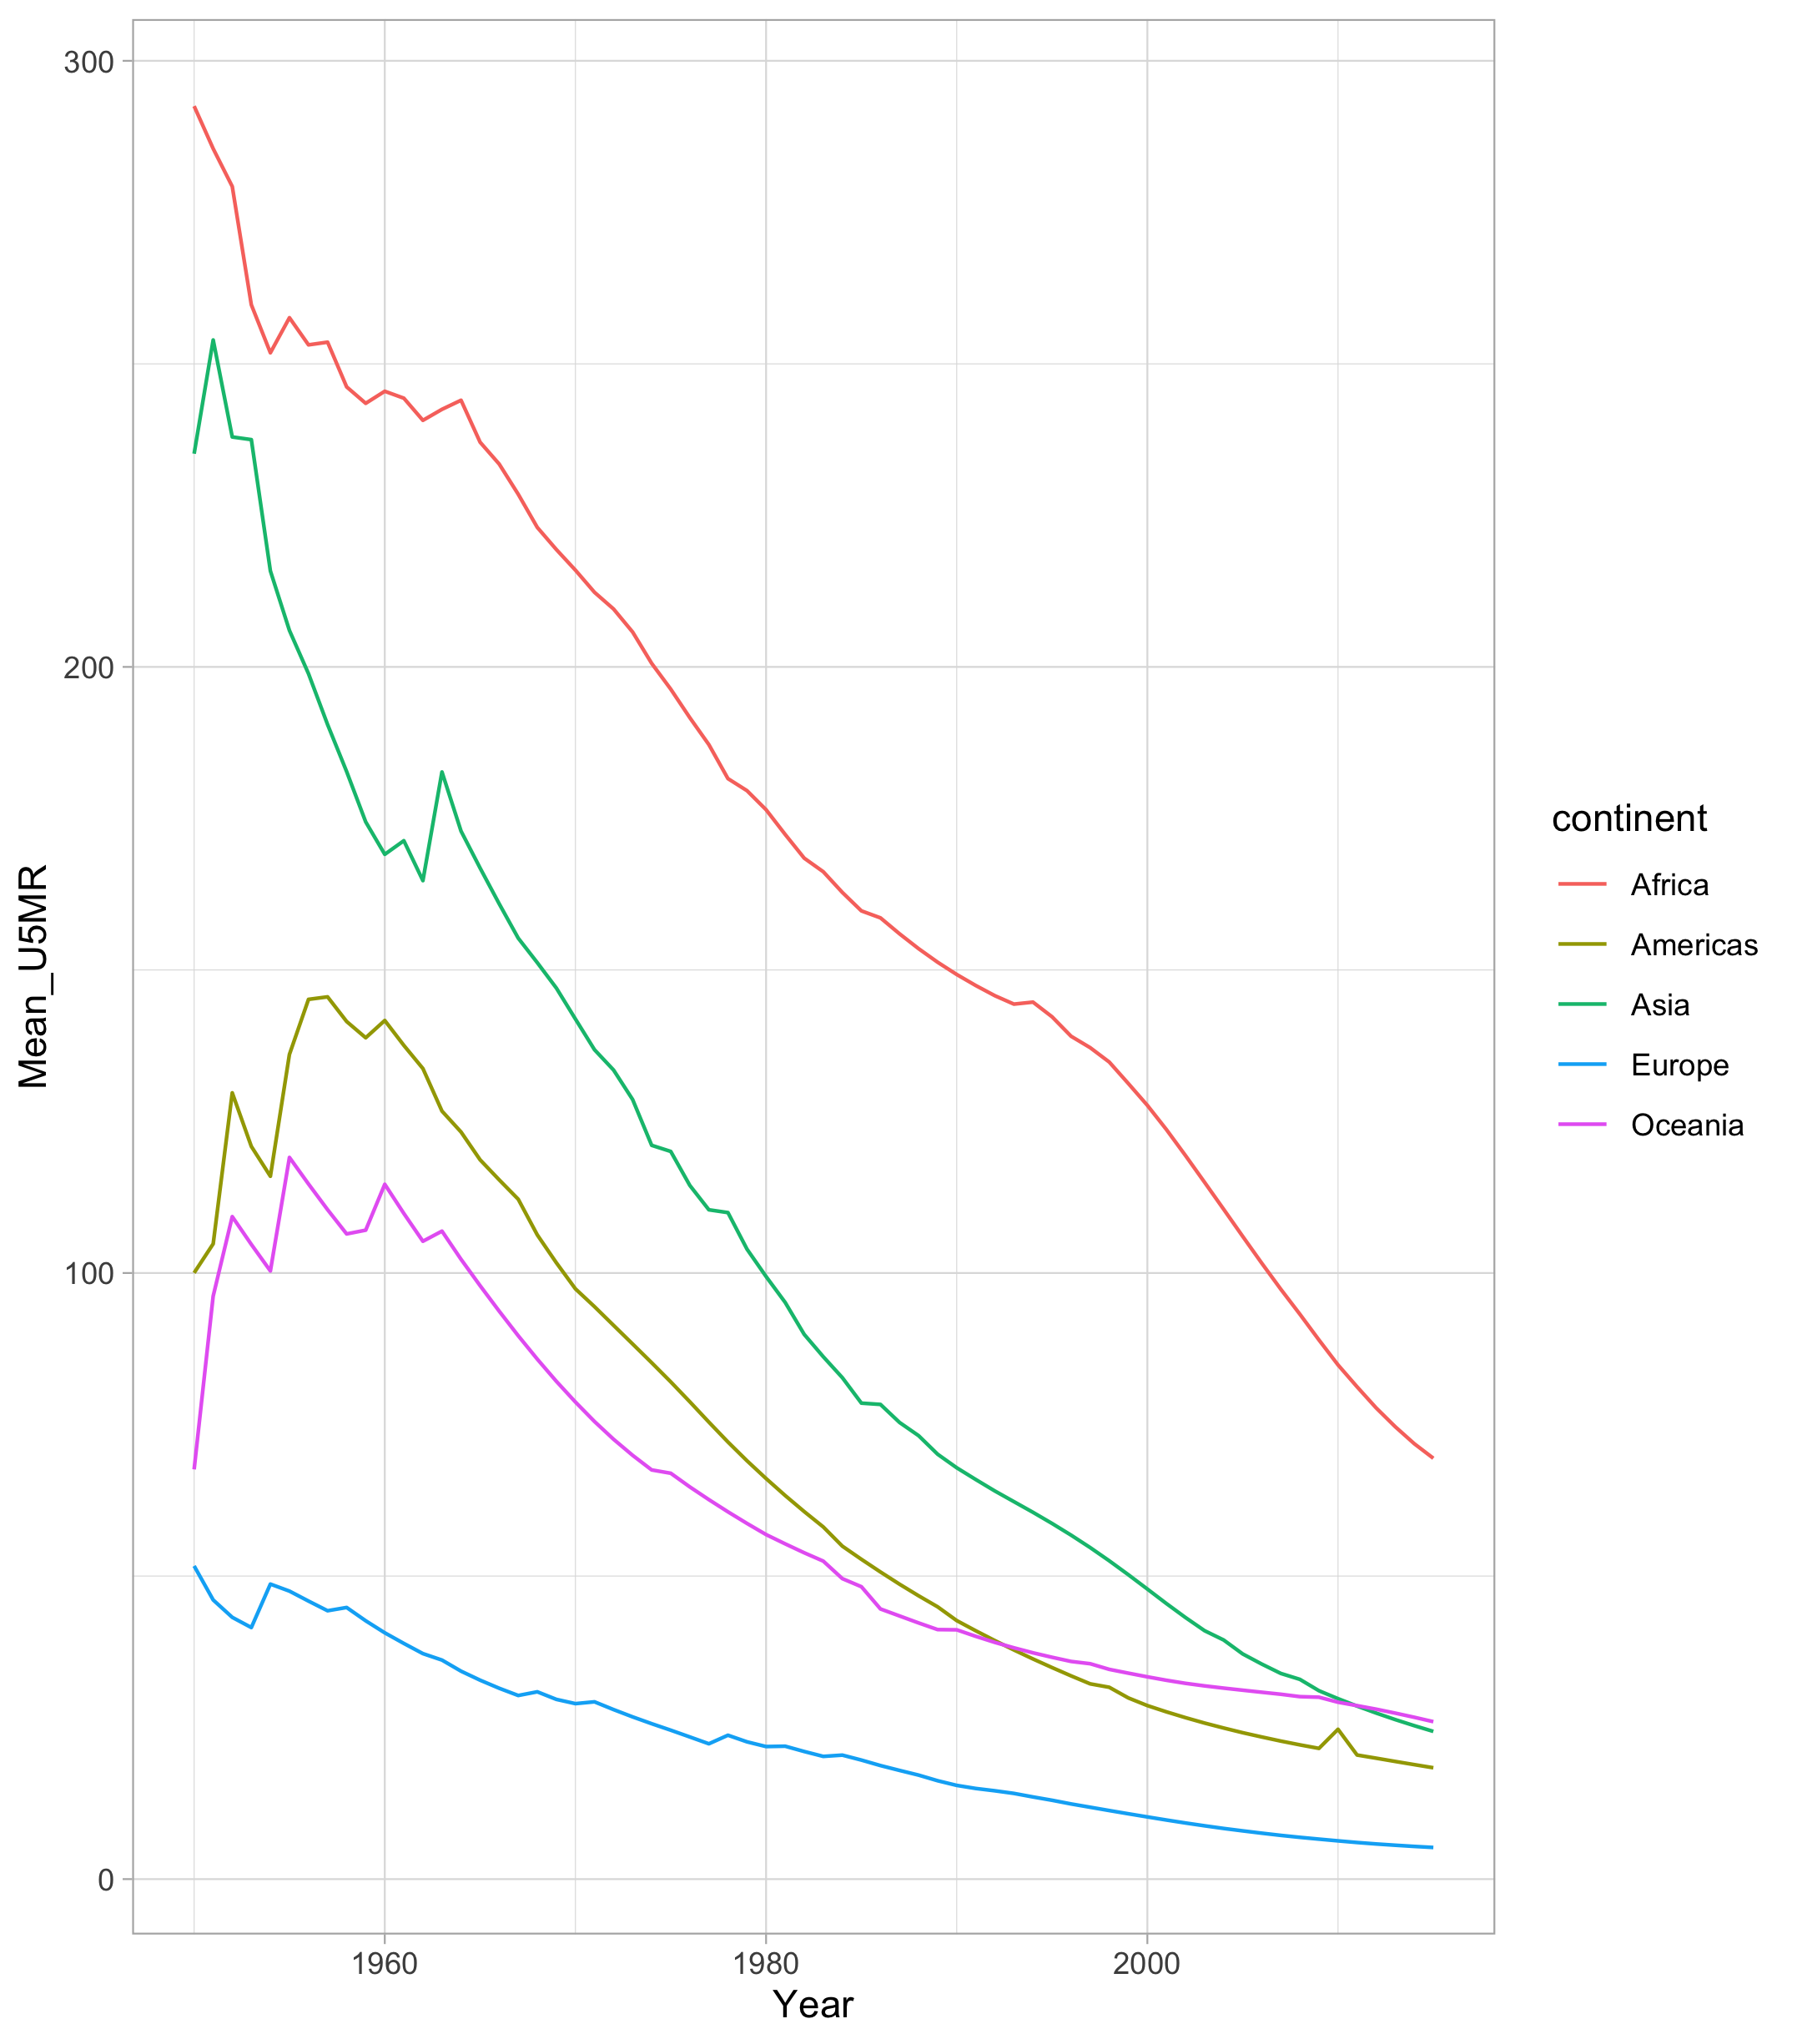 300
200
100
0
Mean_U5MR
1960
1980
2000
Year
continent
Africa
Americas
Asia
Europe
Oceania